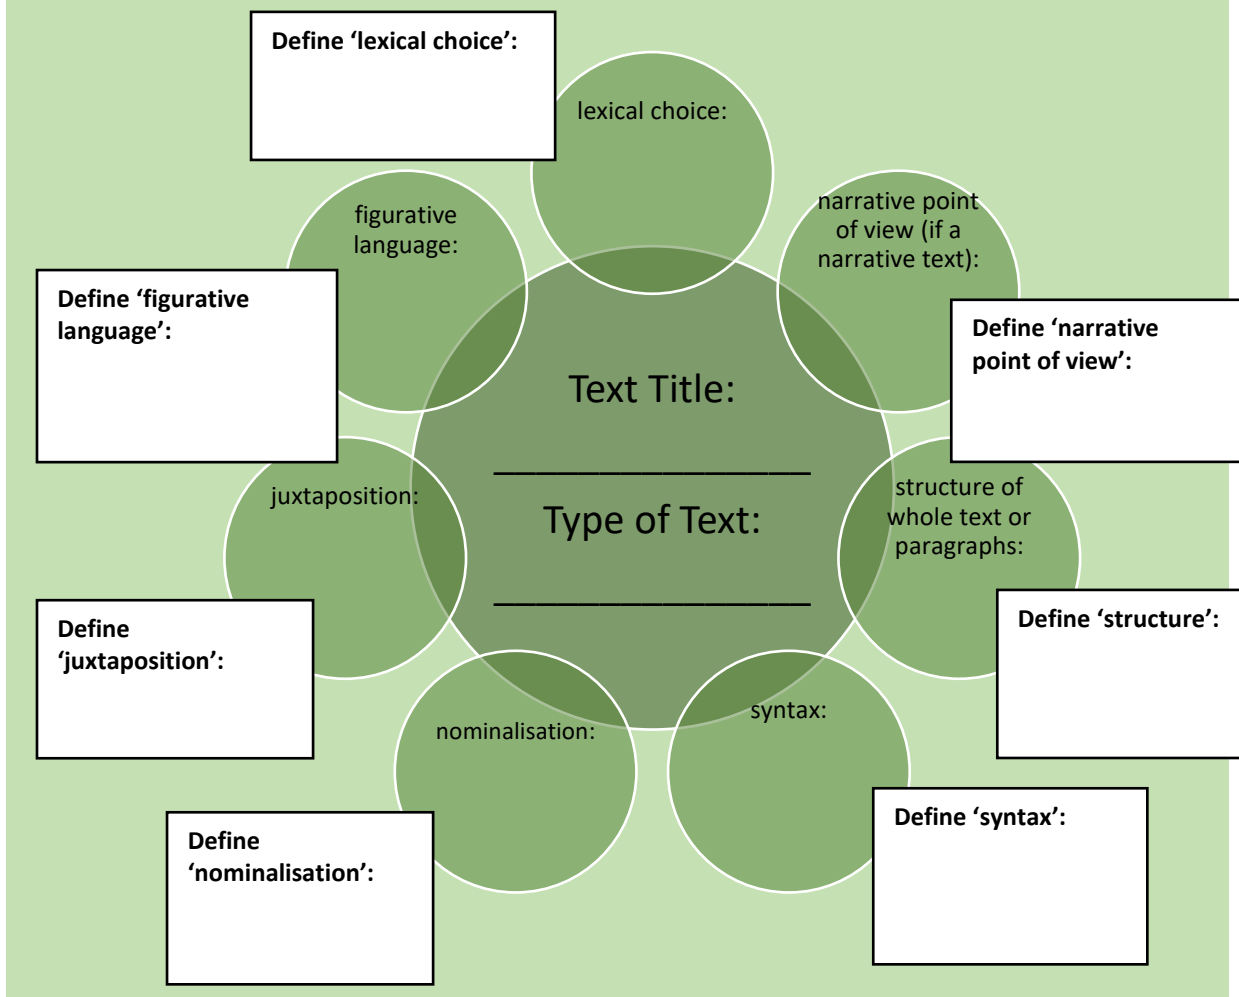 Define ‘lexical choice’:
lexical choice:
figurative
language:
narrative point
of view (if a
narrative text):
Define ‘figurative
language’:
Define ‘narrative
point of view’:
Text Title:
_______________
Type of Text:
_______________
juxtaposition:
structure of
whole text or
paragraphs:
Define
‘juxtaposition’:
Define ‘structure’:
nominalisation:
syntax:
Define
‘nominalisation’:
Define ‘syntax’: